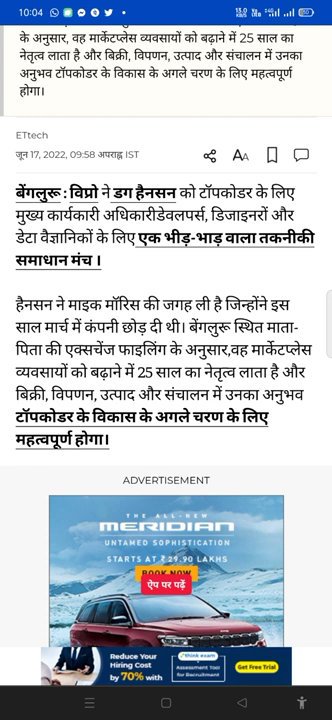 10:04
13.0 KB/S
के अनुसार, वह मार्केटप्लेस व्यवसायों को बढ़ाने में 25 साल का
नेतृत्व लाता है और बिक्री, विपणन, उत्पाद और संचालन में उनका
अनुभव टॉपकोडर के विकास के अगले चरण के लिए महत्वपूर्ण
होगा।
ETtech
जून 17, 2022, 09:58 अपराह्न IST
AA
बेंगलुरू : विप्रो ने डग हैनसन को टॉपकोडर के लिए
मुख्य कार्यकारी अधिकारीडेवलपर्स, डिजाइनरों और
डेटा वैज्ञानिकों के लिए एक भीड़-भाड़ वाला तकनीकी
समाधान मंच ।
हैनसन ने माइक मॉरिस की जगह ली है जिन्होंने इस
साल मार्च में कंपनी छोड़ दी थी। बेंगलुरू स्थित माता-
पिता की एक्सचेंज फाइलिंग के अनुसार,वह मार्केटप्लेस
व्यवसायों को बढ़ाने में 25 साल का नेतृत्व लाता है और
बिक्री, विपणन, उत्पाद और संचालन में उनका अनुभव
टॉपकोडर के विकास के अगले चरण के लिए
महत्वपूर्ण होगा।
ADVERTISEMENT
THE ALL-NEW
MERIDIAN
UNTAMED SOPHISTICATION
STARTS AT ₹29.90 LAKHS
BOOK NOW
ऐप पर पढ़ें
Reduce Your
Hiring Cost
by 70% with
think exam
Assessment Tool
for Recruitment
Get Free Trial